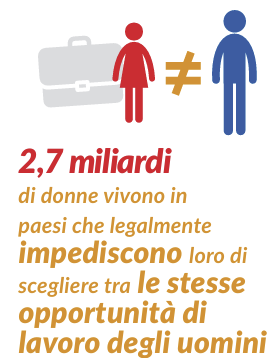 ≠
2,7 miliardi
di donne vivono in
paesi che legalmente
impediscono loro di
scegliere tra le stesse
opportunità di
lavoro degli uomini